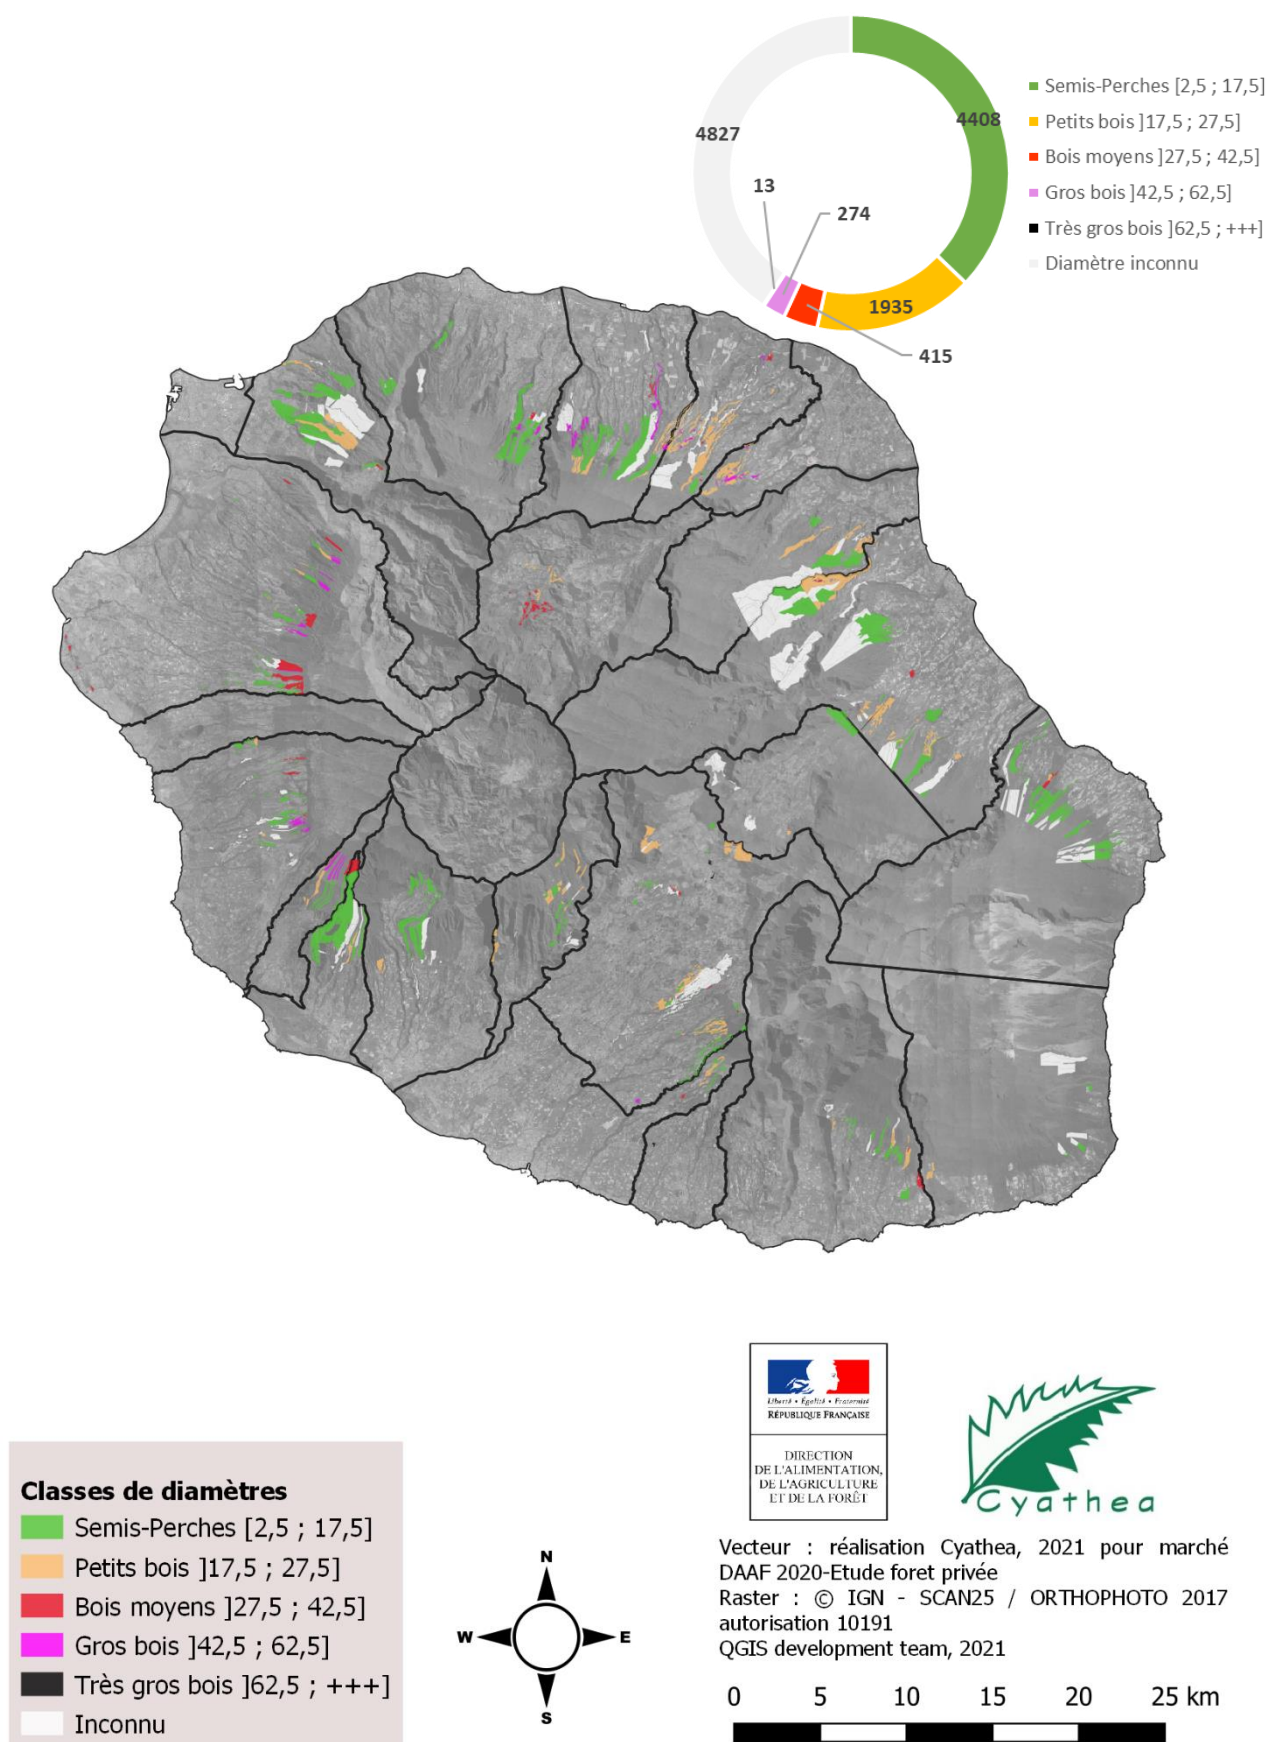 Semis-Perches [2,5 ; 17,5]
Petits bois ]17,5 ; 27,5]
Bois moyens ]27,5 ; 42,5]
Gros bois ]42,5 ; 62,5]
Très gros bois ]62,5 ; +++]
Diamètre inconnu
4408
4827
13
274
1935
415
Liberté • Égalité • Fraternité
RÉPUBLIQUE FRANÇAISE
DIRECTION
DE L'ALIMENTATION,
DE L'AGRICULTURE
ET DE LA FORÊT
Cyathea
Classes de diamètres
Semis-Perches [2,5 ; 17,5]
Petits bois ]17,5 ; 27,5]
Bois moyens ]27,5 ; 42,5]
Gros bois ]42,5 ; 62,5]
Très gros bois ]62,5 ; +++]
Inconnu
N
W
E
S
Vecteur : réalisation Cyathea, 2021 pour marché
DAAF 2020-Etude foret privée
Raster : © IGN - SCAN25 / ORTHOPHOTO 2017
autorisation 10191
QGIS development team, 2021
0 5 10 15 20 25 km